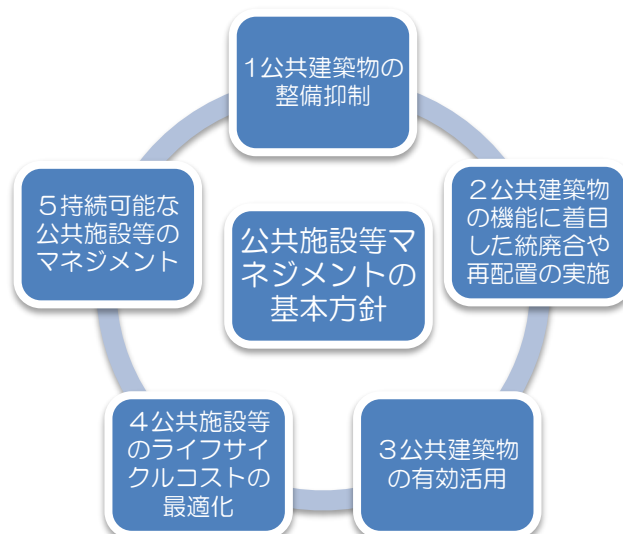 1公共建築物の
整備抑制
2公共建築物
の機能に着目
した統廃合や
再配置の実施
5持続可能な
公共施設等の
マネジメント
公共施設等マ
ネジメントの
基本方針
4公共施設等
のライフサイ
クルコストの
最適化
3公共建築物
の有効活用